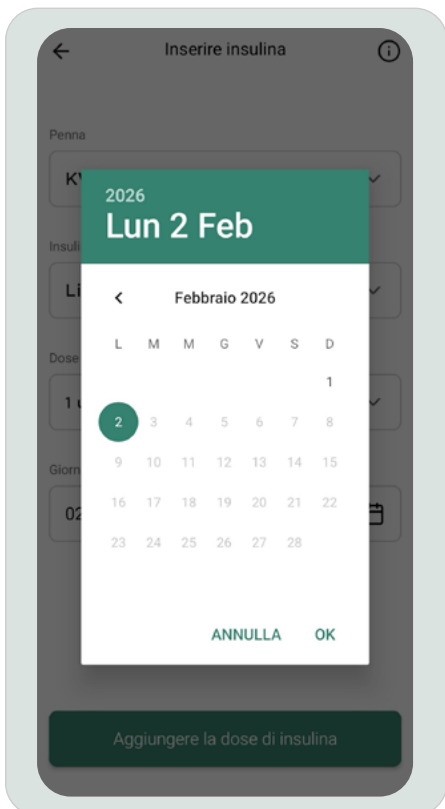 Inserire insulina
Penna
KV
2026
Lun 2 Feb
Insuli
Li
Febbraio 2026
L M M G V S D
1
Dose
1 u
2 3 4 5 6 7 8
9 10 11 12 13 14 15
Giorn
02
16 17 18 19 20 21 22
23 24 25 26 27 28
ANNULLA OK
Aggiungere la dose di insulina